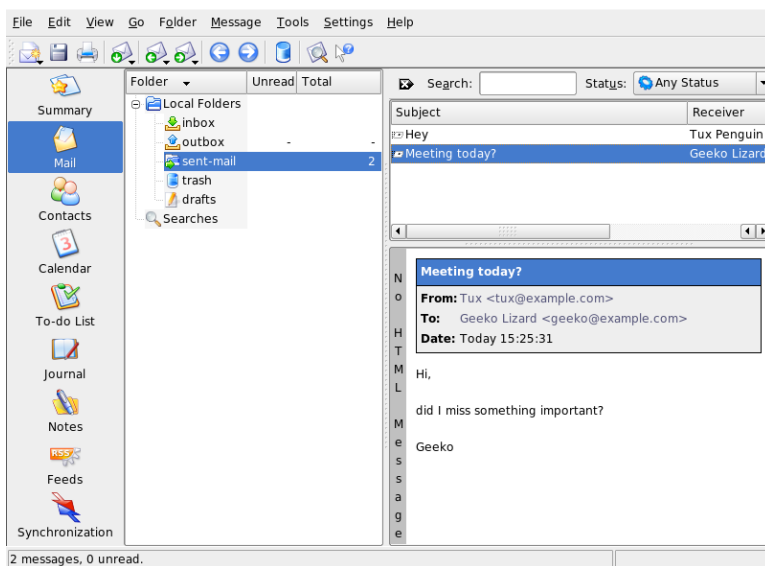 File Edit View Go Folder Message Tools Settings Help
Summary
Mail
Contacts
3
Calendar
To-do List
Journal
Notes
RSS
Feeds
Synchronization
Folder Unread Total
Local Folders
inbox
outbox - -
sent-mail 2
trash
drafts
Searches
Search: Status: Any Status
Subject Receiver
Hey Tux Penguin
Meeting today? Geeko Lizard
No HTML Message
Meeting today?
From: Tux <tux@example.com>
To: Geeko Lizard <geeko@example.com>
Date: Today 15:25:31
Hi,
did I miss something important?
Geeko
2 messages, 0 unread.